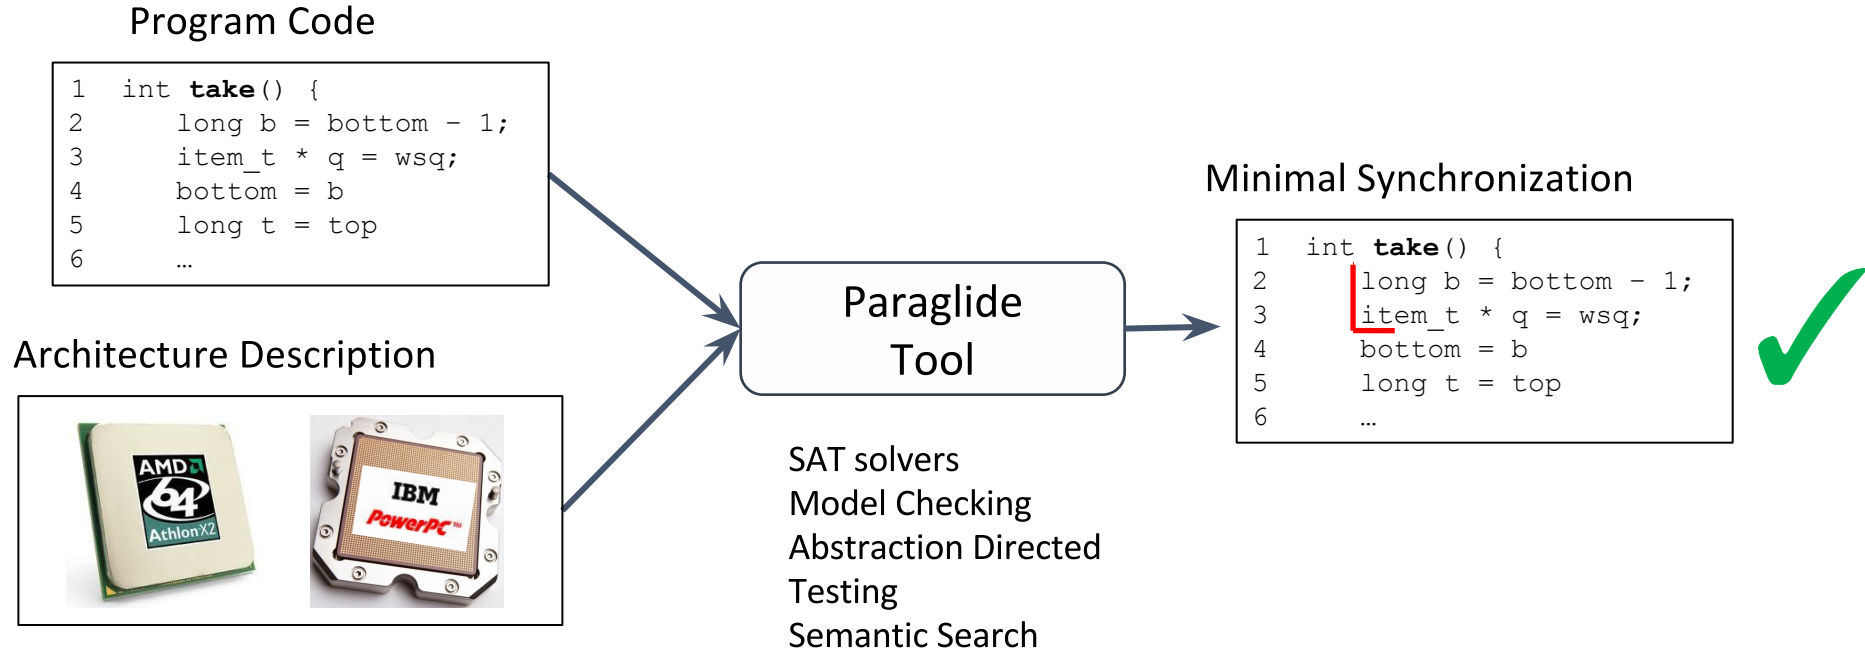 Program Code
1 int take() {
2 long b = bottom – 1;
3 item_t * q = wsq;
4 bottom = b
5 long t = top
6 …
Architecture Description
AMD
64
Athlon X2
IBM
PowerPC™
Paraglide
Tool
SAT solvers
Model Checking
Abstraction Directed
Testing
Semantic Search
Minimal Synchronization
1 int take() {
2 long b = bottom – 1;
3 item_t * q = wsq;
4 bottom = b
5 long t = top
6 …